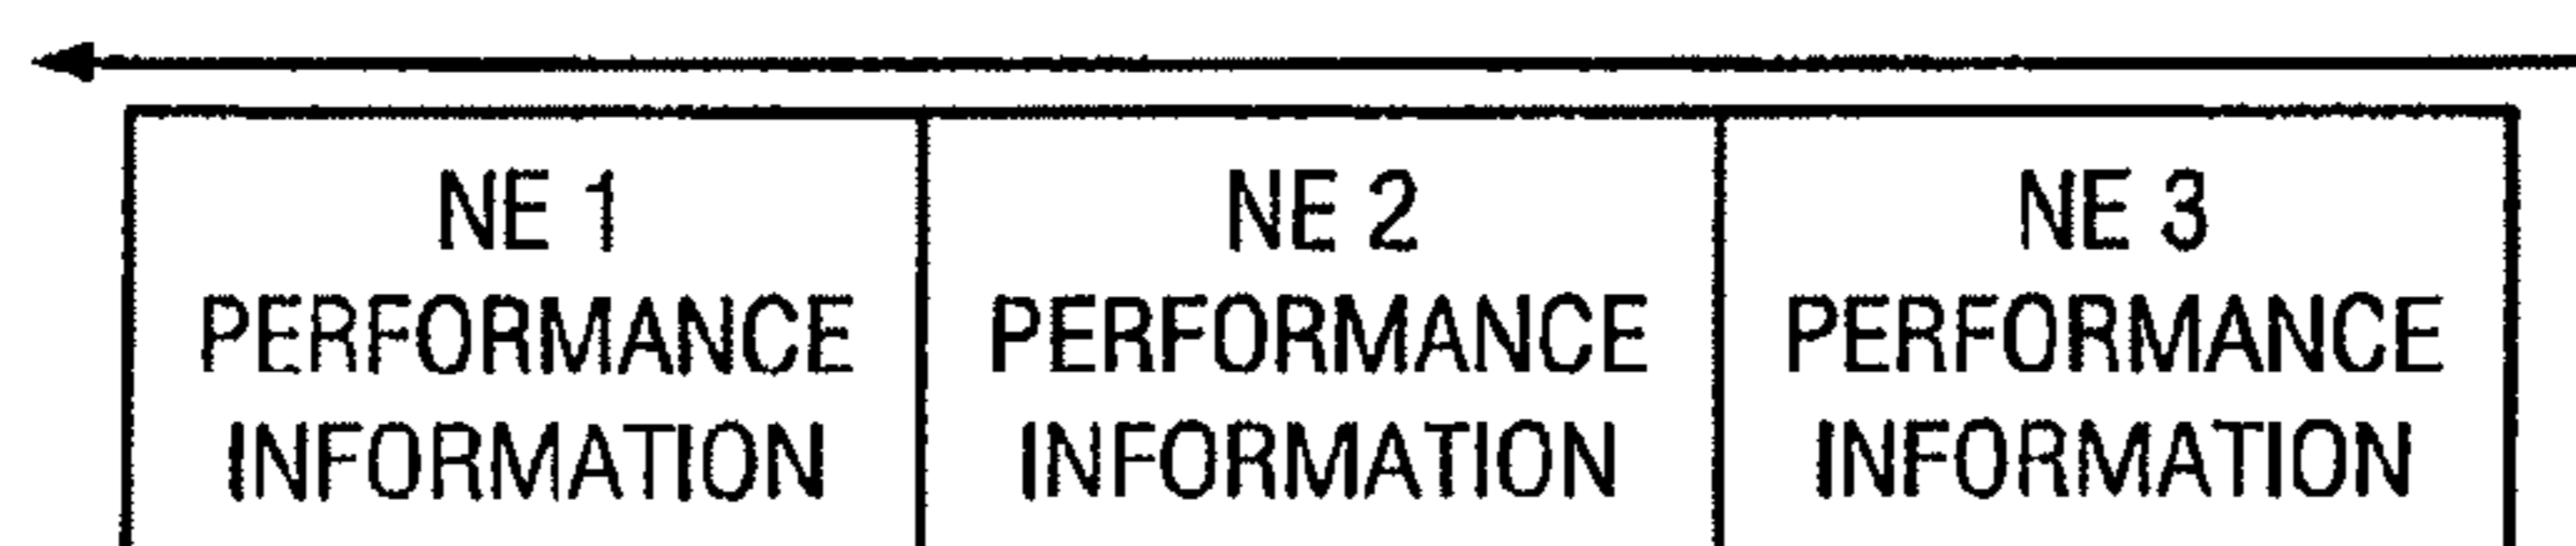 NE 1
PERFORMANCE
INFORMATION
NE 2
PERFORMANCE
INFORMATION
NE 3
PERFORMANCE
INFORMATION